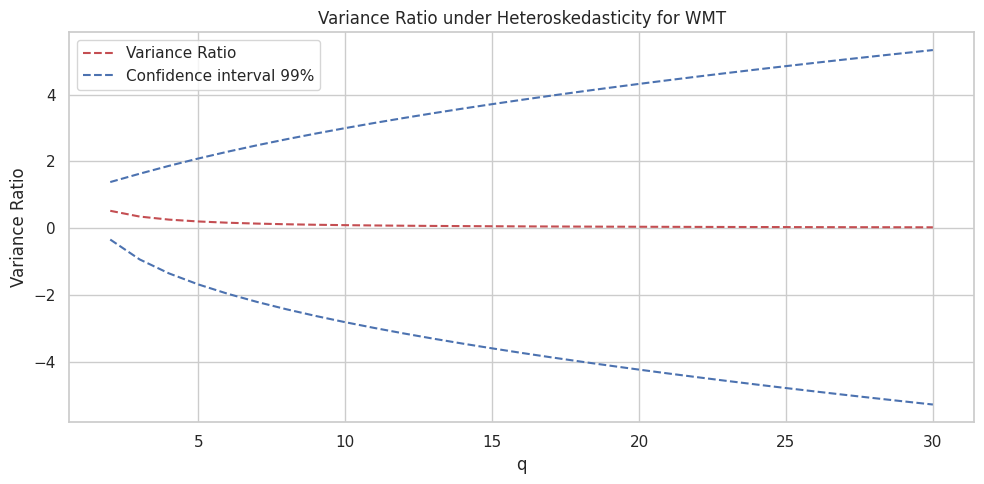 Variance Ratio under Heteroskedasticity for WMT
Variance Ratio
Confidence interval 99%
Variance Ratio
4
2
0
−2
−4
5
10
15
20
25
30
q